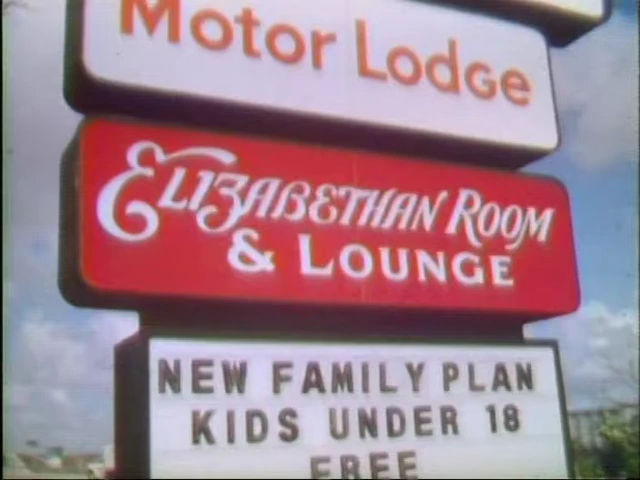 Motor Lodge
Elizabethan Room
& Lounge
NEW FAMILY PLAN
KIDS UNDER 18
FREE